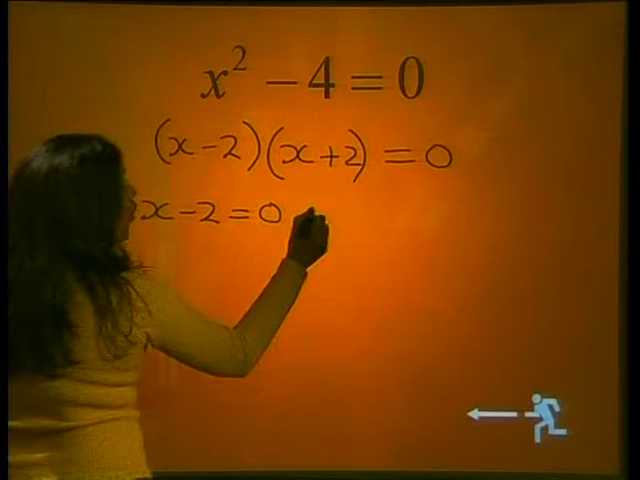 x² − 4 = 0
(x − 2)(x + 2) = 0
x − 2 = 0